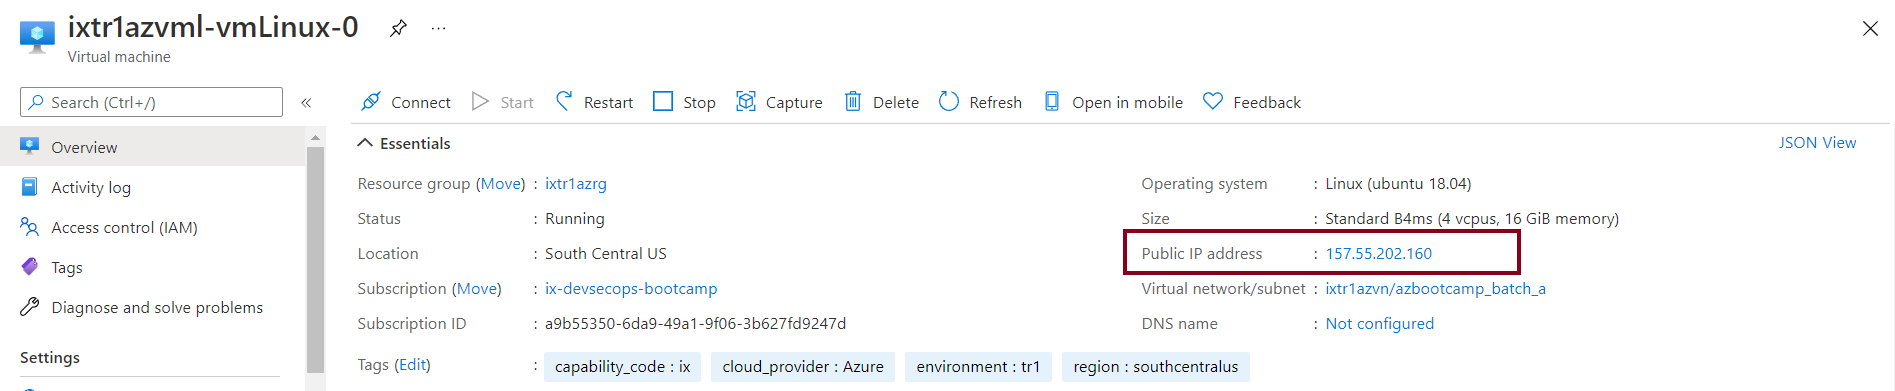 ixtr1azvml-vmLinux-0
Virtual machine
Search (Ctrl+/)
Overview
Activity log
Access control (IAM)
Tags
Diagnose and solve problems
Settings
Connect Start Restart Stop Capture Delete Refresh Open in mobile Feedback
Essentials JSON View
Resource group (Move) : ixtr1azrg
Status : Running
Location : South Central US
Subscription (Move) : ix-devsecops-bootcamp
Subscription ID : a9b55350-6da9-49a1-9f06-3b627fd9247d
Operating system : Linux (ubuntu 18.04)
Size : Standard B4ms (4 vcpus, 16 GiB memory)
Public IP address : 157.55.202.160
Virtual network/subnet : ixtr1azvn/azbootcamp_batch_a
DNS name : Not configured
Tags (Edit) : capability_code : ix cloud_provider : Azure environment : tr1 region : southcentralus